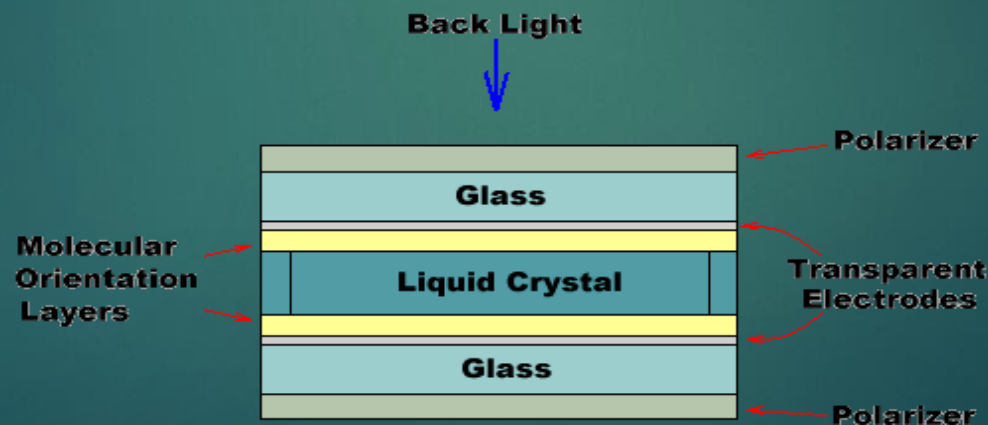 Back Light
Polarizer
Glass
Molecular
Orientation
Layers
Liquid Crystal
Transparent
Electrodes
Glass
Polarizer